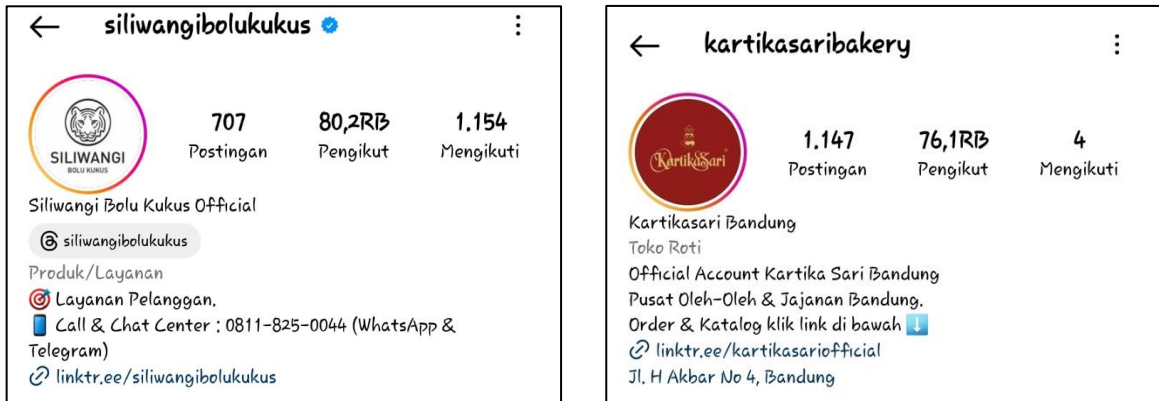 siliwangibolukukus
SILIWANGI
BOLU KUKUS
707 80,2RB 1.154
Postingan Pengikut Mengikuti
Siliwangi Bolu Kukus Official
siliwangibolukukus
Produk/Layanan
🎯 Layanan Pelanggan.
📱 Call & Chat Center : 0811-825-0044 (WhatsApp &
Telegram)
linktr.ee/siliwangibolukukus
kartikasaribakery
KartikaSari
1.147 76,1RB 4
Postingan Pengikut Mengikuti
Kartikasari Bandung
Toko Roti
Official Account Kartika Sari Bandung
Pusat Oleh-Oleh & Jajanan Bandung.
Order & Katalog klik link di bawah ⬇️
linktr.ee/kartikasariofficial
Jl. H Akbar No 4, Bandung